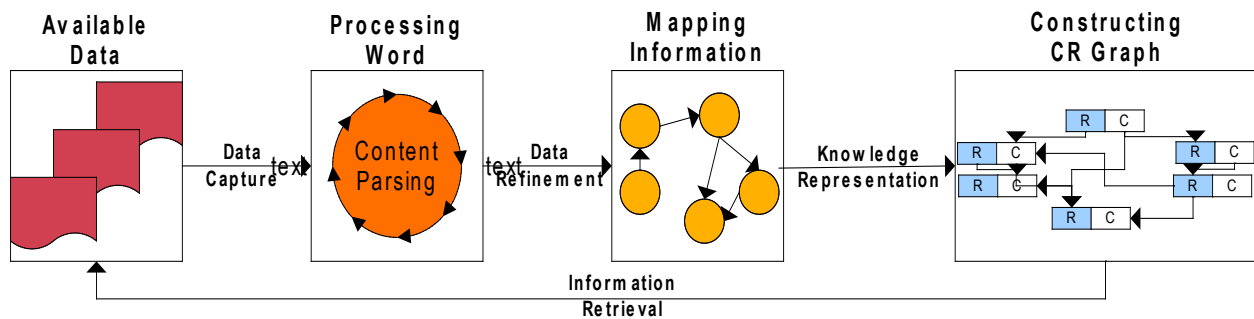 Available
Data
Processing
Word
Mapping
Information
Constructing
CR Graph
Data
Capture
text
Content
Parsing
text
Data
Refinement
Knowledge
Representation
R C
R C
R C
R C
R C
R C
Information
Retrieval